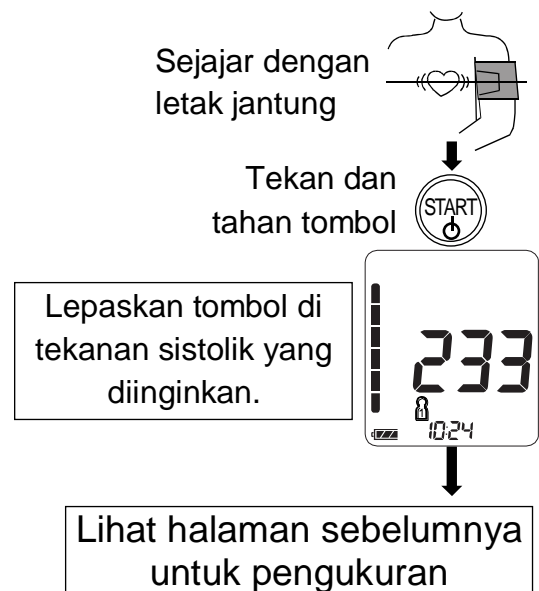 Sejajar dengan
letak jantung
Tekan dan
tahan tombol
START
Lepaskan tombol di
tekanan sistolik yang
diinginkan.
233
10:24
Lihat halaman sebelumnya
untuk pengukuran